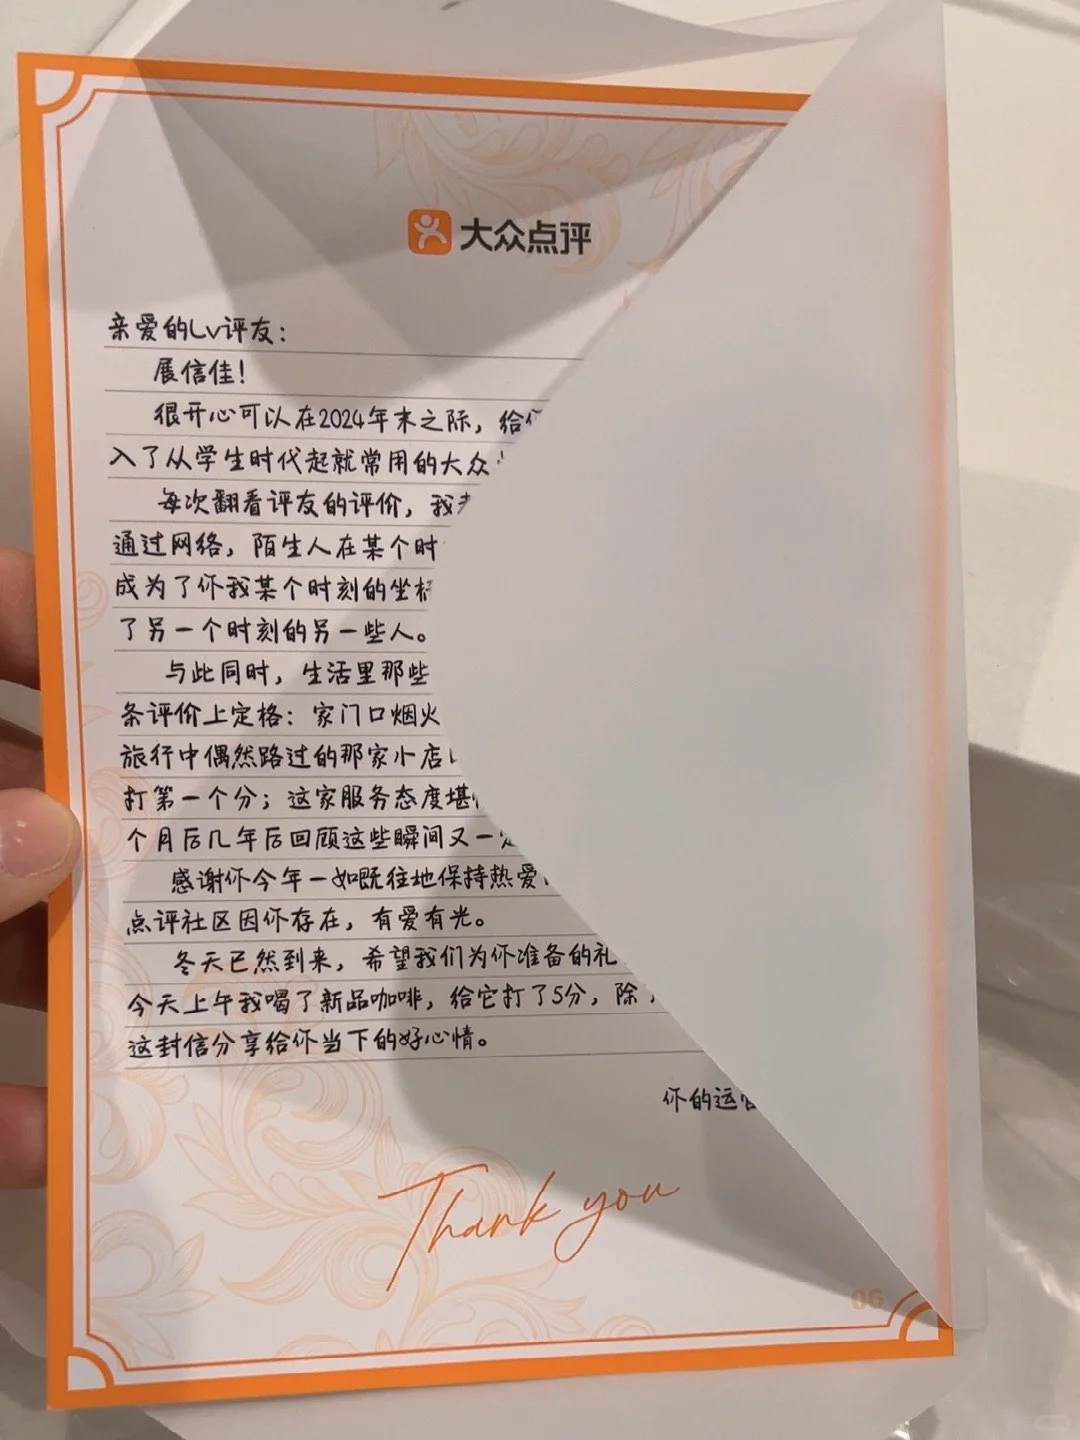 大众点评
亲爱的Lv评友：
展信佳！
很开心可以在2024年末之际，给你
入了从学生时代起就常用的大众
每次翻看评友的评价，我
通过网络，陌生人在某个时
成为了你我某个时刻的坐标
了另一个时刻的另一些人。
与此同时，生活里那些
条评价上定格：家门口烟火
旅行中偶然路过的那家小店
打第一个分；这家服务态度堪
个月后几年后回顾这些瞬间又一
感谢你今年一如既往地保持热爱
点评社区因你存在，有爱有光。
冬天已然到来，希望我们为你准备的礼
今天上午我喝了新品咖啡，给它打了5分，除
这封信分享给你当下的好心情。
你的运营
Thank you
06